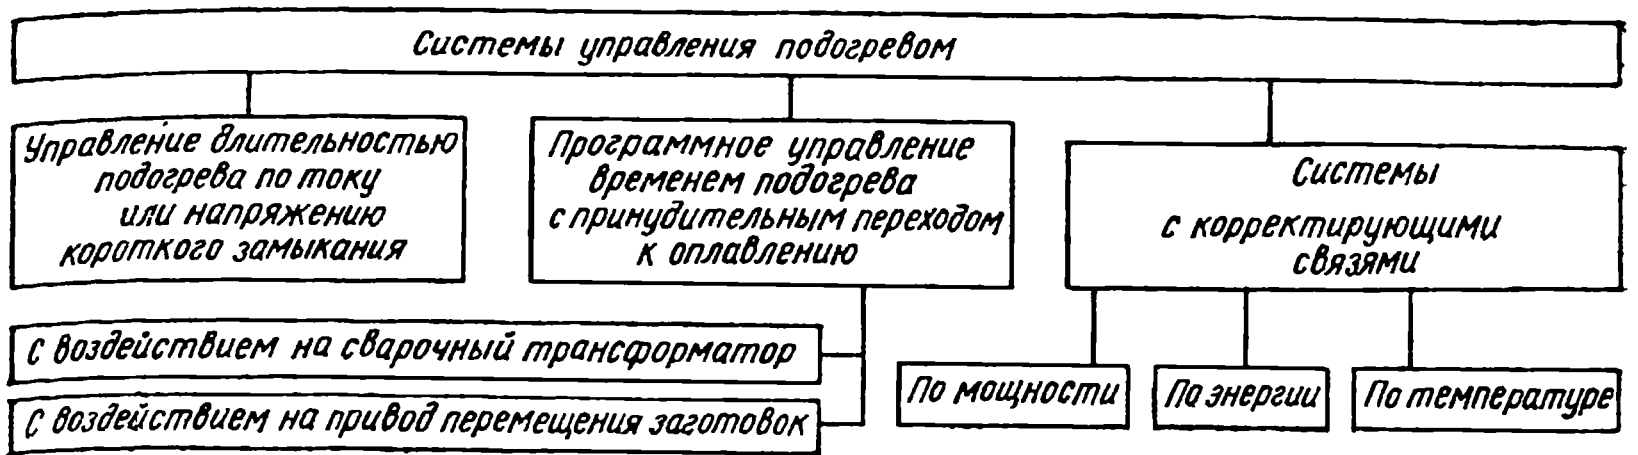 Системы управления подогревом
Управление длительностью
подогрева по току
или напряжению
короткого замыкания
Программное управление
временем подогрева
с принудительным переходом
к оплавлению
Системы
с корректирующими
связями
С воздействием на сварочный трансформатор
С воздействием на привод перемещения заготовок
По мощности
По энергии
По температуре